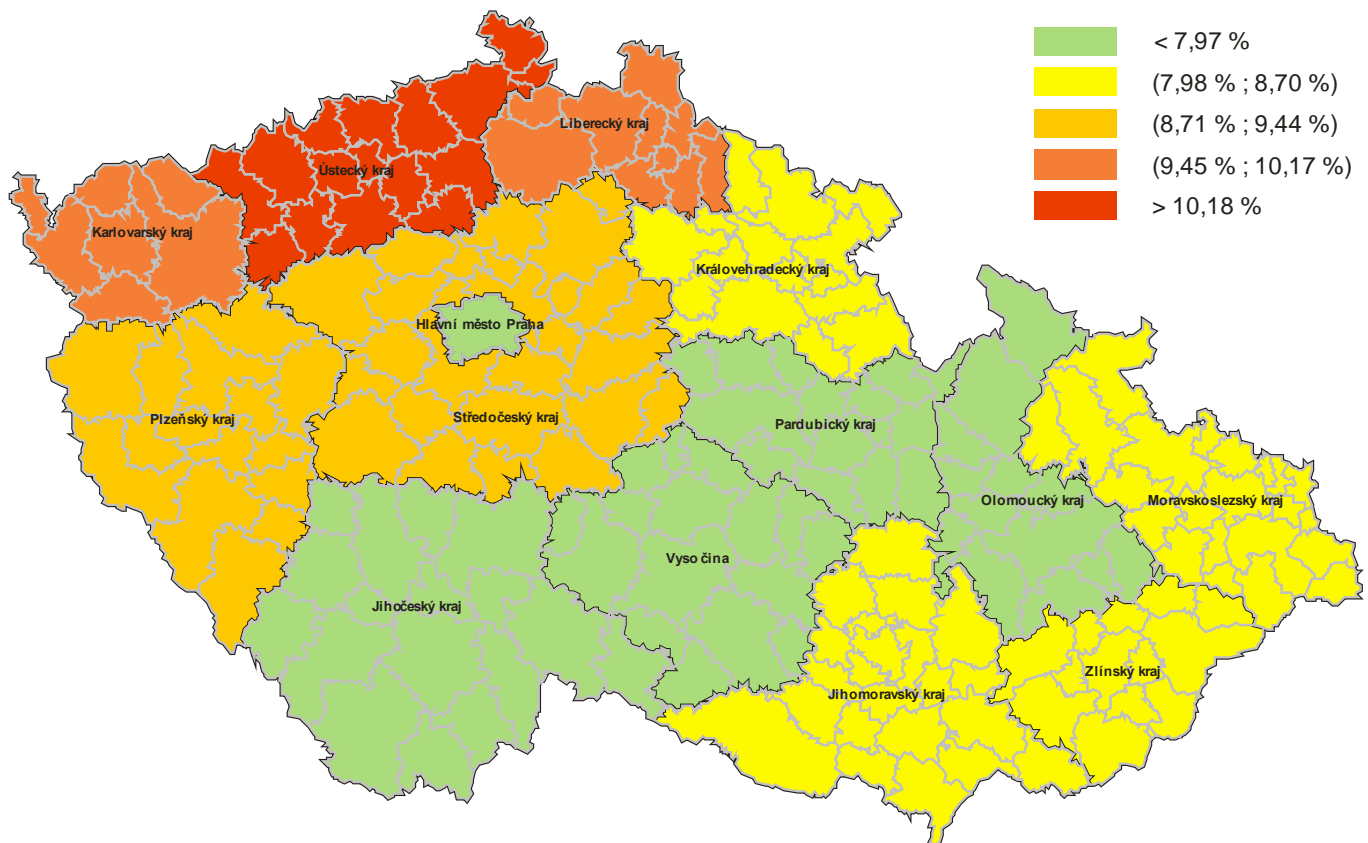 < 7,97 %
(7,98 % ; 8,70 %)
(8,71 % ; 9,44 %)
(9,45 % ; 10,17 %)
> 10,18 %
Liberecký kraj
Ústecký kraj
Karlovarský kraj
Královehradecký kraj
Hlavní město Praha
Plzeňský kraj
Středočeský kraj
Pardubický kraj
Olomoucký kraj
Moravskoslezský kraj
Vysočina
Jihočeský kraj
Zlínský kraj
Jihomoravský kraj